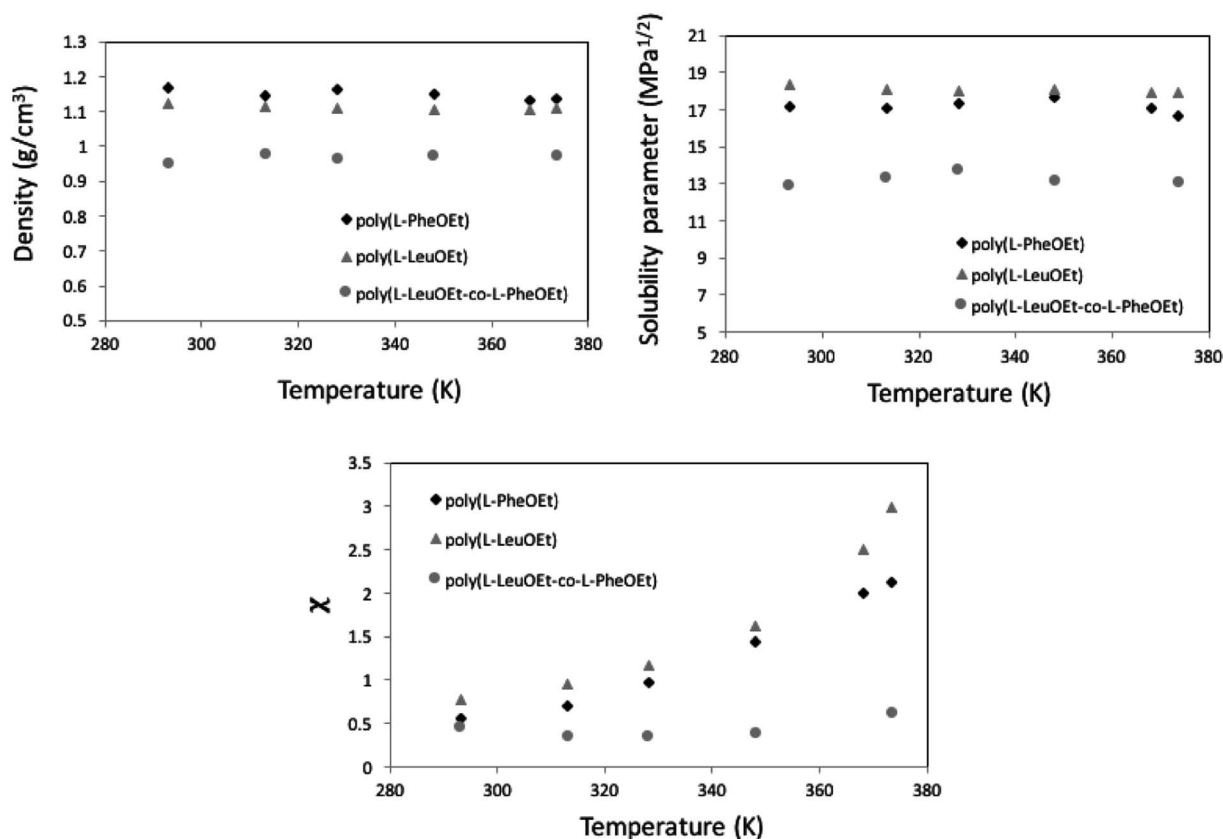 Density (g/cm³)
1.3
1.2
1.1
1
0.9
0.8
0.7
0.6
0.5
poly(L-PheOEt)
poly(L-LeuOEt)
poly(L-LeuOEt-co-L-PheOEt)
280 300 320 340 360 380
Temperature (K)
Solubility parameter (MPa¹/²)
21
19
17
15
13
11
9
7
5
poly(L-PheOEt)
poly(L-LeuOEt)
poly(L-LeuOEt-co-L-PheOEt)
280 300 320 340 360 380
Temperature (K)
χ
3.5
3
2.5
2
1.5
1
0.5
0
poly(L-PheOEt)
poly(L-LeuOEt)
poly(L-LeuOEt-co-L-PheOEt)
280 300 320 340 360 380
Temperature (K)